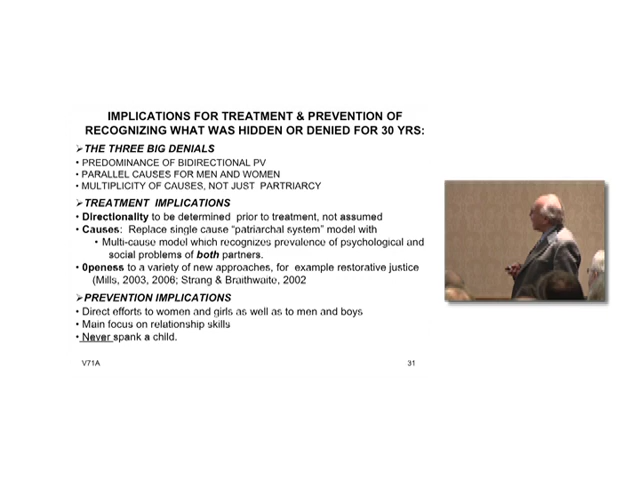 IMPLICATIONS FOR TREATMENT & PREVENTION OF
RECOGNIZING WHAT WAS HIDDEN OR DENIED FOR 30 YRS:
➢THE THREE BIG DENIALS
• PREDOMINANCE OF BIDIRECTIONAL PV
• PARALLEL CAUSES FOR MEN AND WOMEN
• MULTIPLICITY OF CAUSES, NOT JUST PARTRIARCY
➢TREATMENT IMPLICATIONS
• Directionality to be determined prior to treatment, not assumed
• Causes: Replace single cause "patriarchal system" model with
• Multi-cause model which recognizes prevalence of psychological and
social problems of both partners.
• 0peness to a variety of new approaches, for example restorative justice
(Mills, 2003, 2006; Strang & Braithwaite, 2002
➢PREVENTION IMPLICATIONS
• Direct efforts to women and girls as well as to men and boys
• Main focus on relationship skills
• Never spank a child.
V71A 31